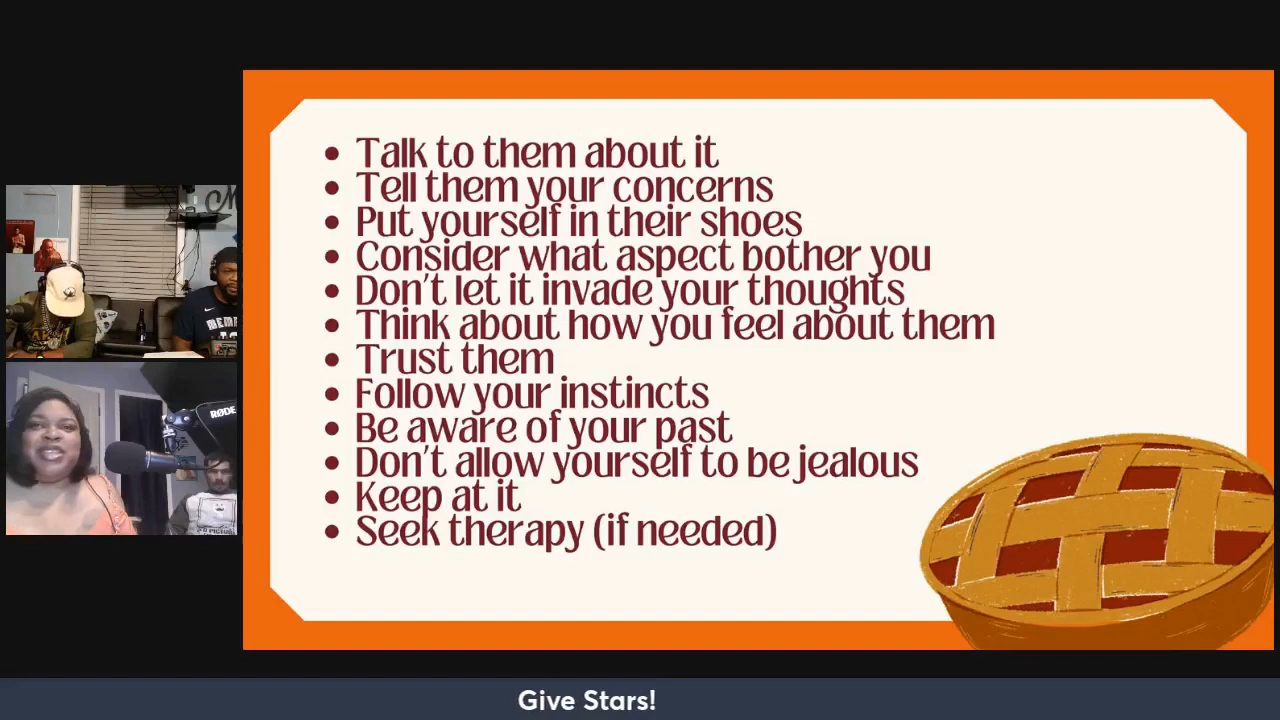 Talk to them about it
Tell them your concerns
Put yourself in their shoes
Consider what aspect bother you
Don't let it invade your thoughts
Think about how you feel about them
Trust them
Follow your instincts
Be aware of your past
Don't allow yourself to be jealous
Keep at it
Seek therapy (if needed)
RØDE
Give Stars!